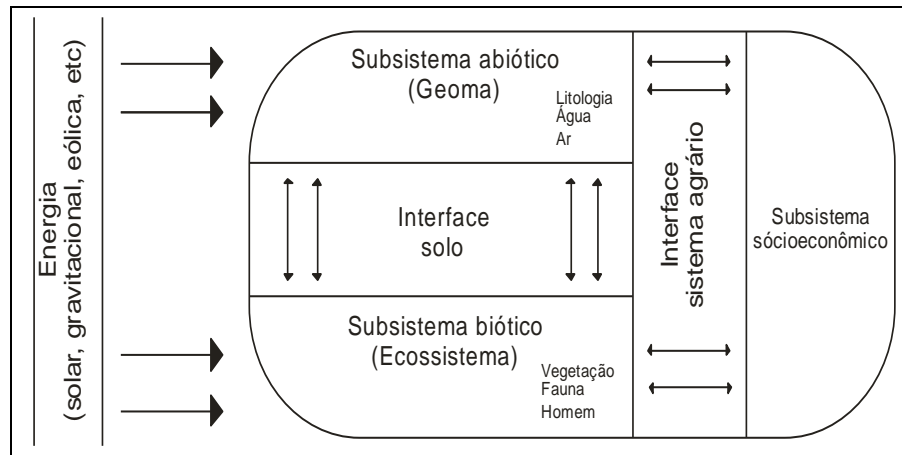 Energia
(solar, gravitacional, eólica, etc)
Subsistema abiótico
(Geoma)
Litologia
Água
Ar
Interface
solo
Subsistema biótico
(Ecossistema)
Vegetação
Fauna
Homem
Interface
sistema agrário
Subsistema
sócioeconômico